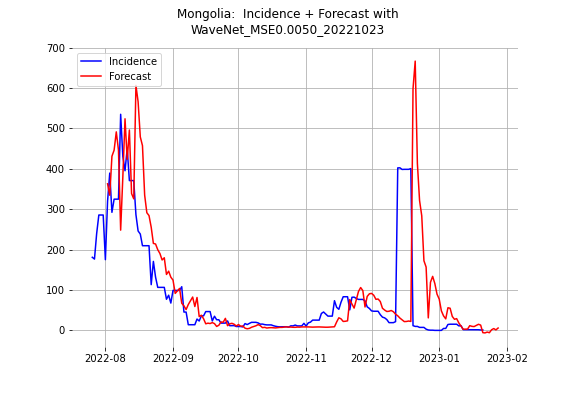 Mongolia:  Incidence + Forecast with
WaveNet_MSE0.0050_20221023
Incidence
Forecast
700
600
500
400
300
200
100
0
2022-08 2022-09 2022-10 2022-11 2022-12 2023-01 2023-02